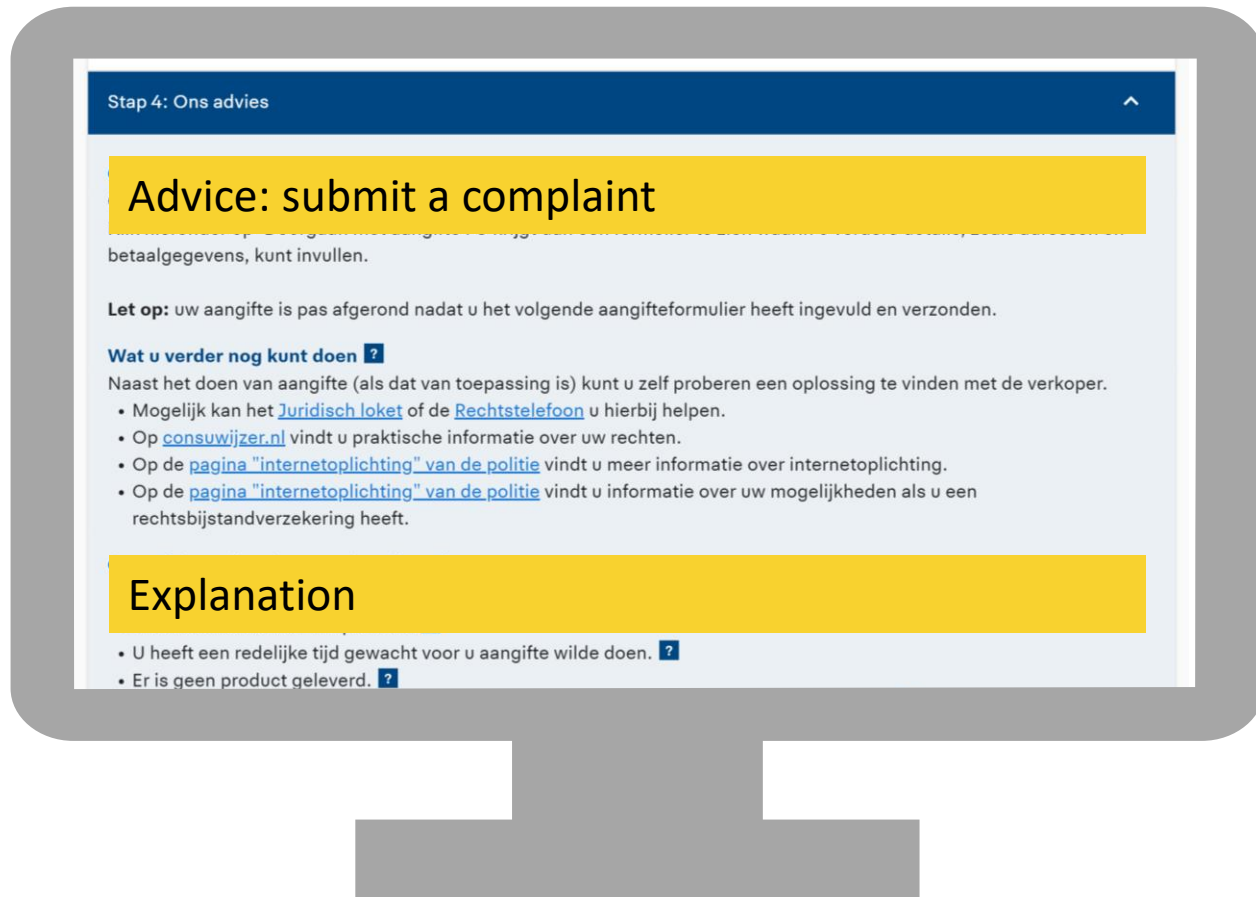 Stap 4: Ons advies
Advice: submit a complaint
betaalgegevens, kunt invullen.
Let op: uw aangifte is pas afgerond nadat u het volgende aangifteformulier heeft ingevuld en verzonden.
Wat u verder nog kunt doen ?
Naast het doen van aangifte (als dat van toepassing is) kunt u zelf proberen een oplossing te vinden met de verkoper.
• Mogelijk kan het Juridisch loket of de Rechtstelefoon u hierbij helpen.
• Op consuwijzer.nl vindt u praktische informatie over uw rechten.
• Op de pagina "internetoplichting" van de politie vindt u meer informatie over internetoplichting.
• Op de pagina "internetoplichting" van de politie vindt u informatie over uw mogelijkheden als u een
rechtsbijstandverzekering heeft.
Explanation
• U heeft een redelijke tijd gewacht voor u aangifte wilde doen. ?
• Er is geen product geleverd. ?